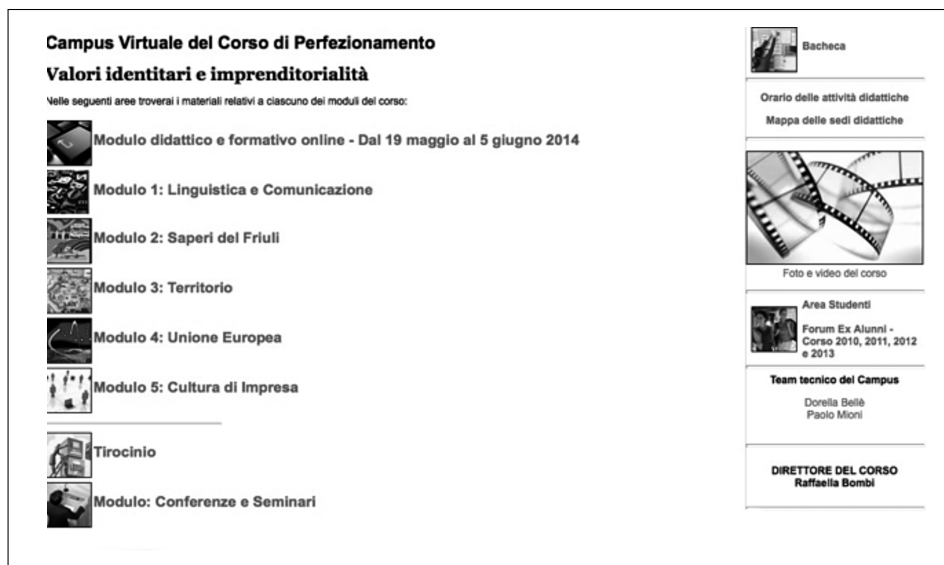 Campus Virtuale del Corso di Perfezionamento
Valori identitari e imprenditorialità
Nelle seguenti aree troverai i materiali relativi a ciascuno dei moduli del corso:
Modulo didattico e formativo online - Dal 19 maggio al 5 giugno 2014
Modulo 1: Linguistica e Comunicazione
Modulo 2: Saperi del Friuli
Modulo 3: Territorio
Modulo 4: Unione Europea
Modulo 5: Cultura di Impresa
Tirocinio
Modulo: Conferenze e Seminari
Bacheca
Orario delle attività didattiche
Mappa delle sedi didattiche
Foto e video del corso
Area Studenti
Forum Ex Alunni -
Corso 2010, 2011, 2012
e 2013
Team tecnico del Campus
Dorella Bellè
Paolo Mioni
DIRETTORE DEL CORSO
Raffaella Bombi